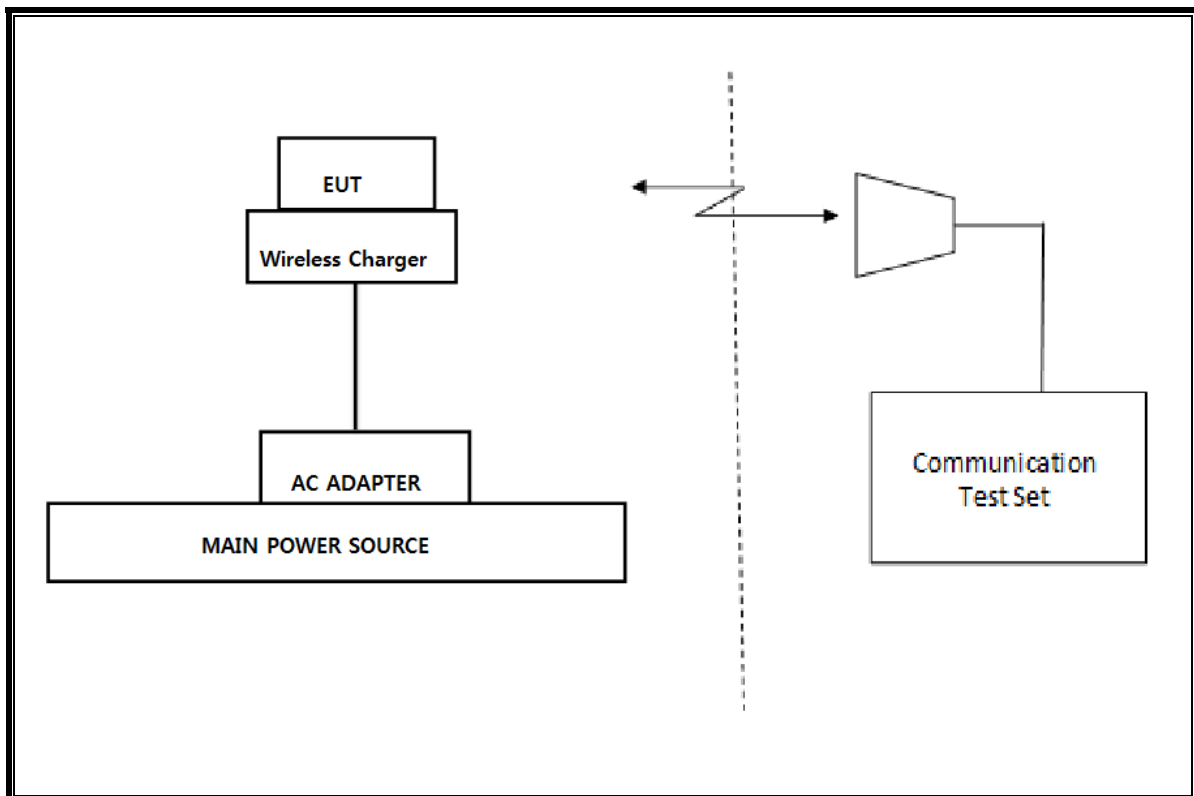 EUT
Wireless Charger
AC ADAPTER
MAIN POWER SOURCE
Communication
Test Set